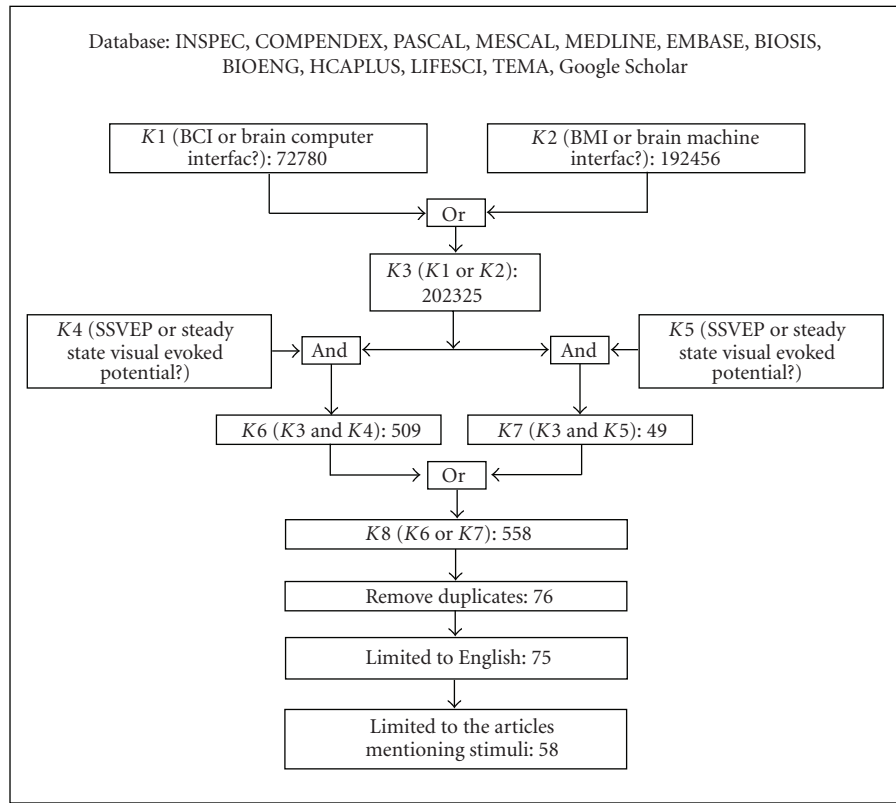 Database: INSPEC, COMPENDEX, PASCAL, MESCAL, MEDLINE, EMBASE, BIOSIS,
BIOENG, HCAPLUS, LIFESCI, TEMA, Google Scholar
K1 (BCI or brain computer
interfac?): 72780
K2 (BMI or brain machine
interfac?): 192456
Or
K3 (K1 or K2):
202325
K4 (SSVEP or steady
state visual evoked
potential?)
And
And
K5 (SSVEP or steady
state visual evoked
potential?)
K6 (K3 and K4): 509
K7 (K3 and K5): 49
Or
K8 (K6 or K7): 558
Remove duplicates: 76
Limited to English: 75
Limited to the articles
mentioning stimuli: 58